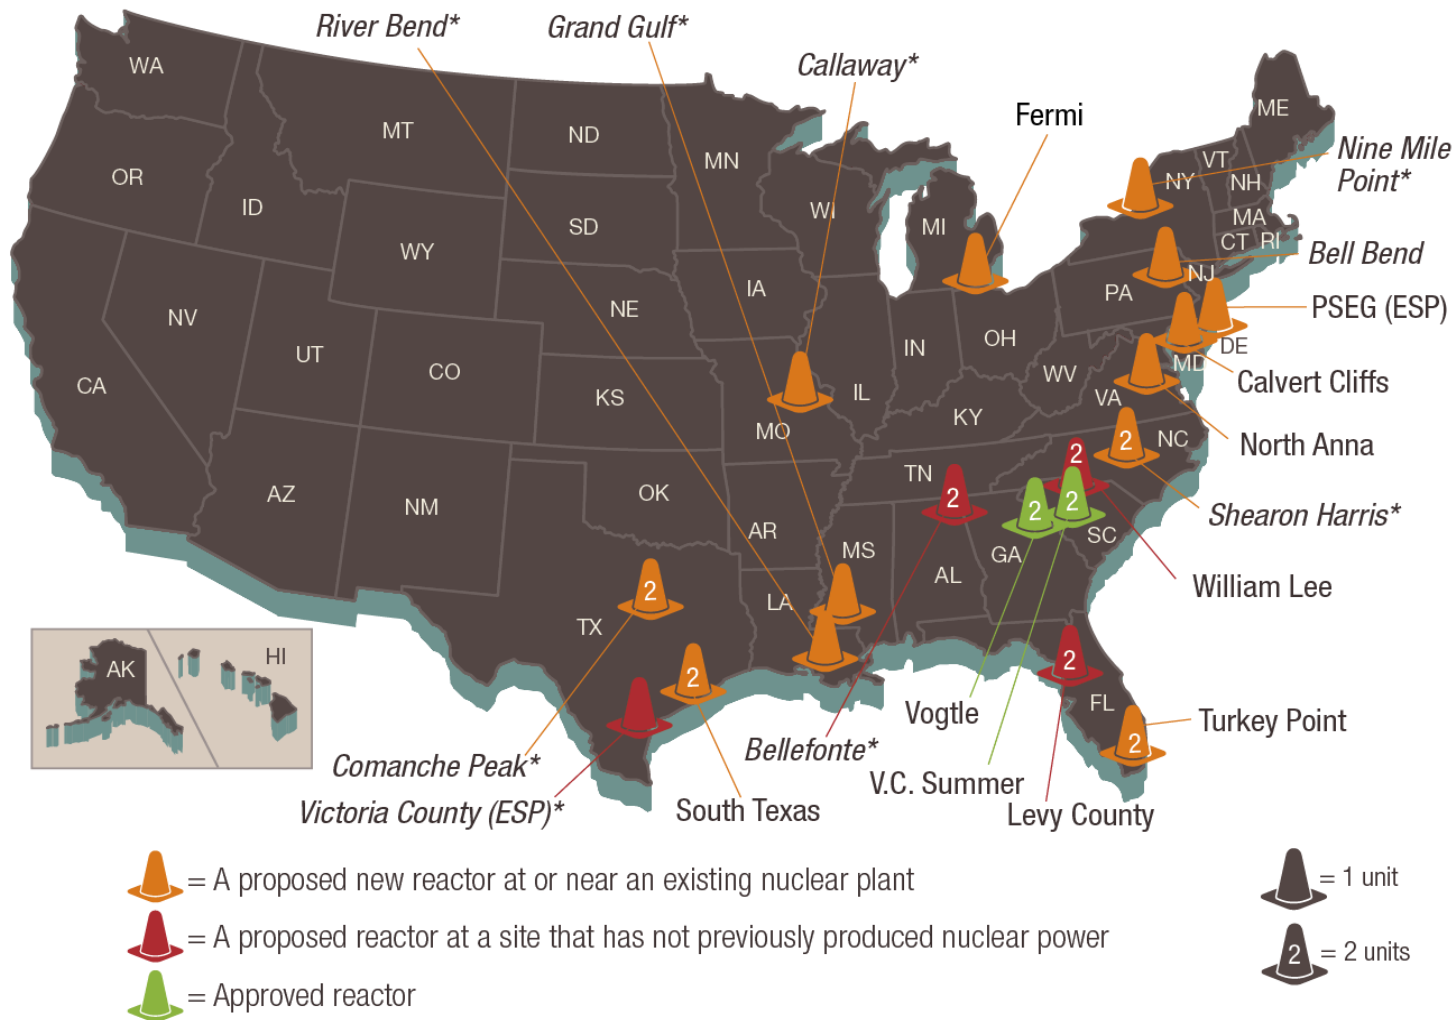 River Bend*
Grand Gulf*
Callaway*
Fermi
Nine Mile
Point*
Bell Bend
PSEG (ESP)
Calvert Cliffs
North Anna
Shearon Harris*
William Lee
Turkey Point
Levy County
V.C. Summer
Vogtle
Bellefonte*
South Texas
Comanche Peak*
Victoria County (ESP)*
WA
OR
ID
MT
ND
MN
WI
MI
ME
VT
NY
NH
MA
CT
RI
NJ
PA
DE
MD
SD
WY
NV
UT
CO
NE
IA
IL
IN
OH
WV
VA
KY
NC
CA
AZ
NM
KS
OK
MO
AR
TN
MS
AL
GA
SC
TX
LA
FL
AK
HI
2
2
2
2
2
2
2
2
2
= A proposed new reactor at or near an existing nuclear plant
= A proposed reactor at a site that has not previously produced nuclear power
= Approved reactor
= 1 unit
2 = 2 units